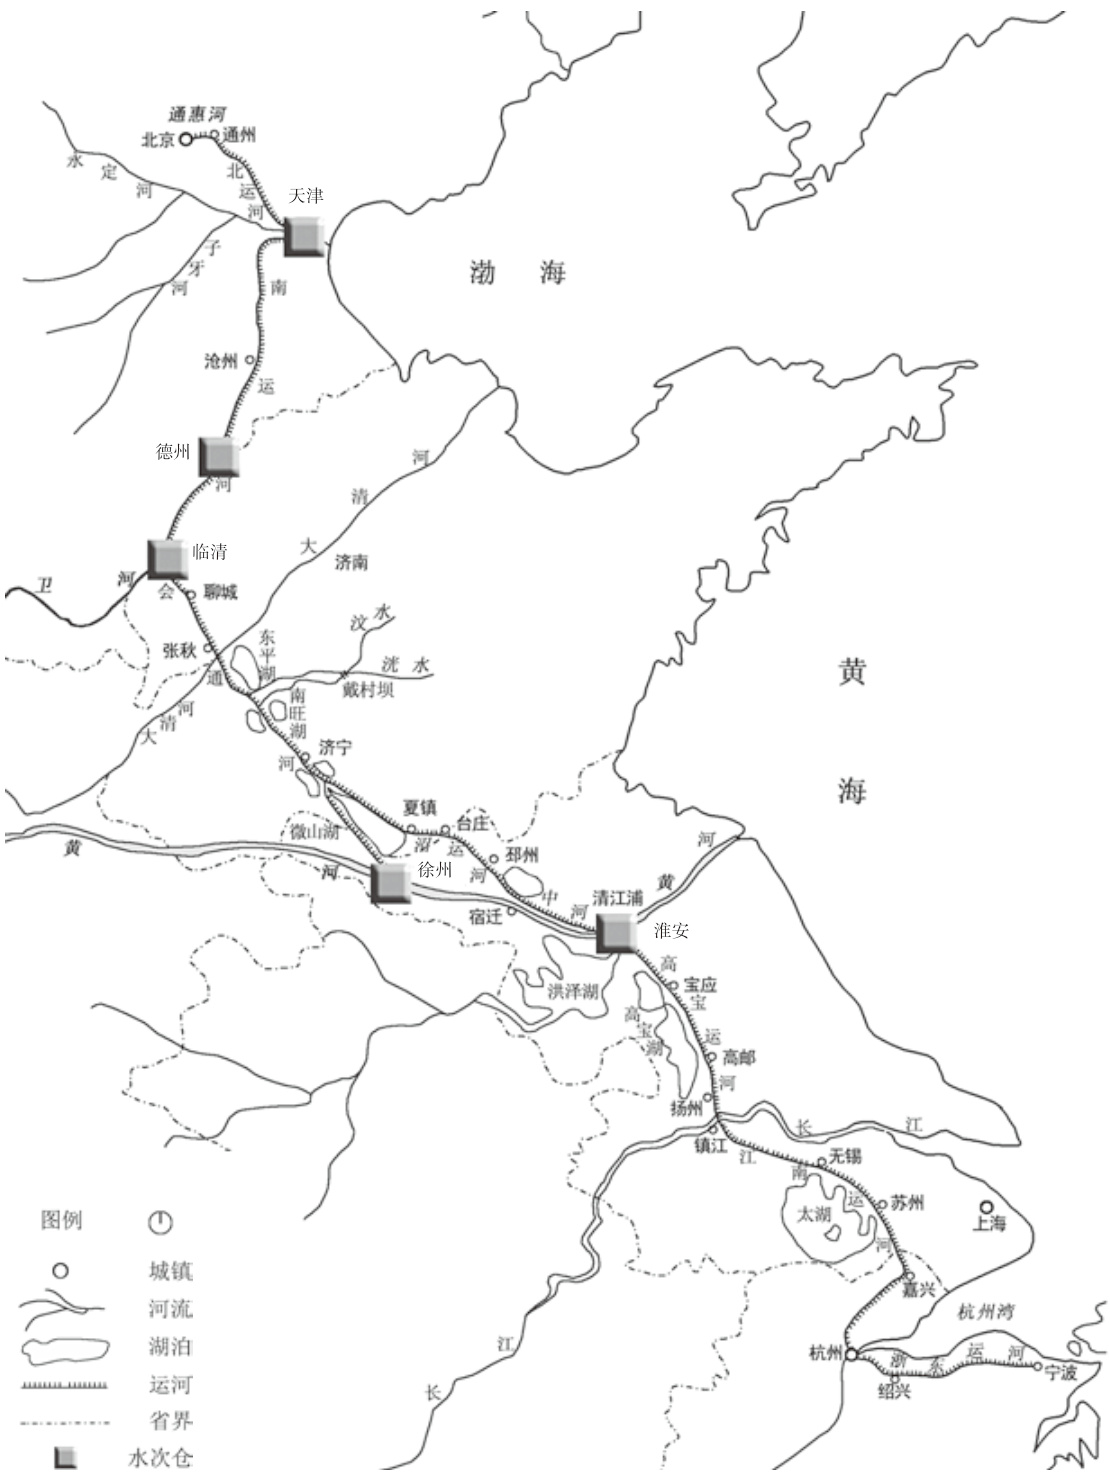 通惠河
北京
通州
永定河
北运河
天津
渤海
子牙河
南运河
沧州
德州
大清河
济南
临清
卫河
会通河
聊城
张秋
东平湖
汶水
洸水
戴村坝
南旺湖
大清河
济宁
黄海
微山湖
夏镇
台庄
泇运河
邳州
黄河
徐州
中河
宿迁
清江浦
黄河
淮安
洪泽湖
高宝湖
高宝运河
宝应
高邮
扬州
镇江
长江
江南运河
无锡
太湖
苏州
上海
嘉兴
杭州湾
杭州
浙东运河
绍兴
宁波
长江
图例
城镇
河流
湖泊
运河
省界
水次仓